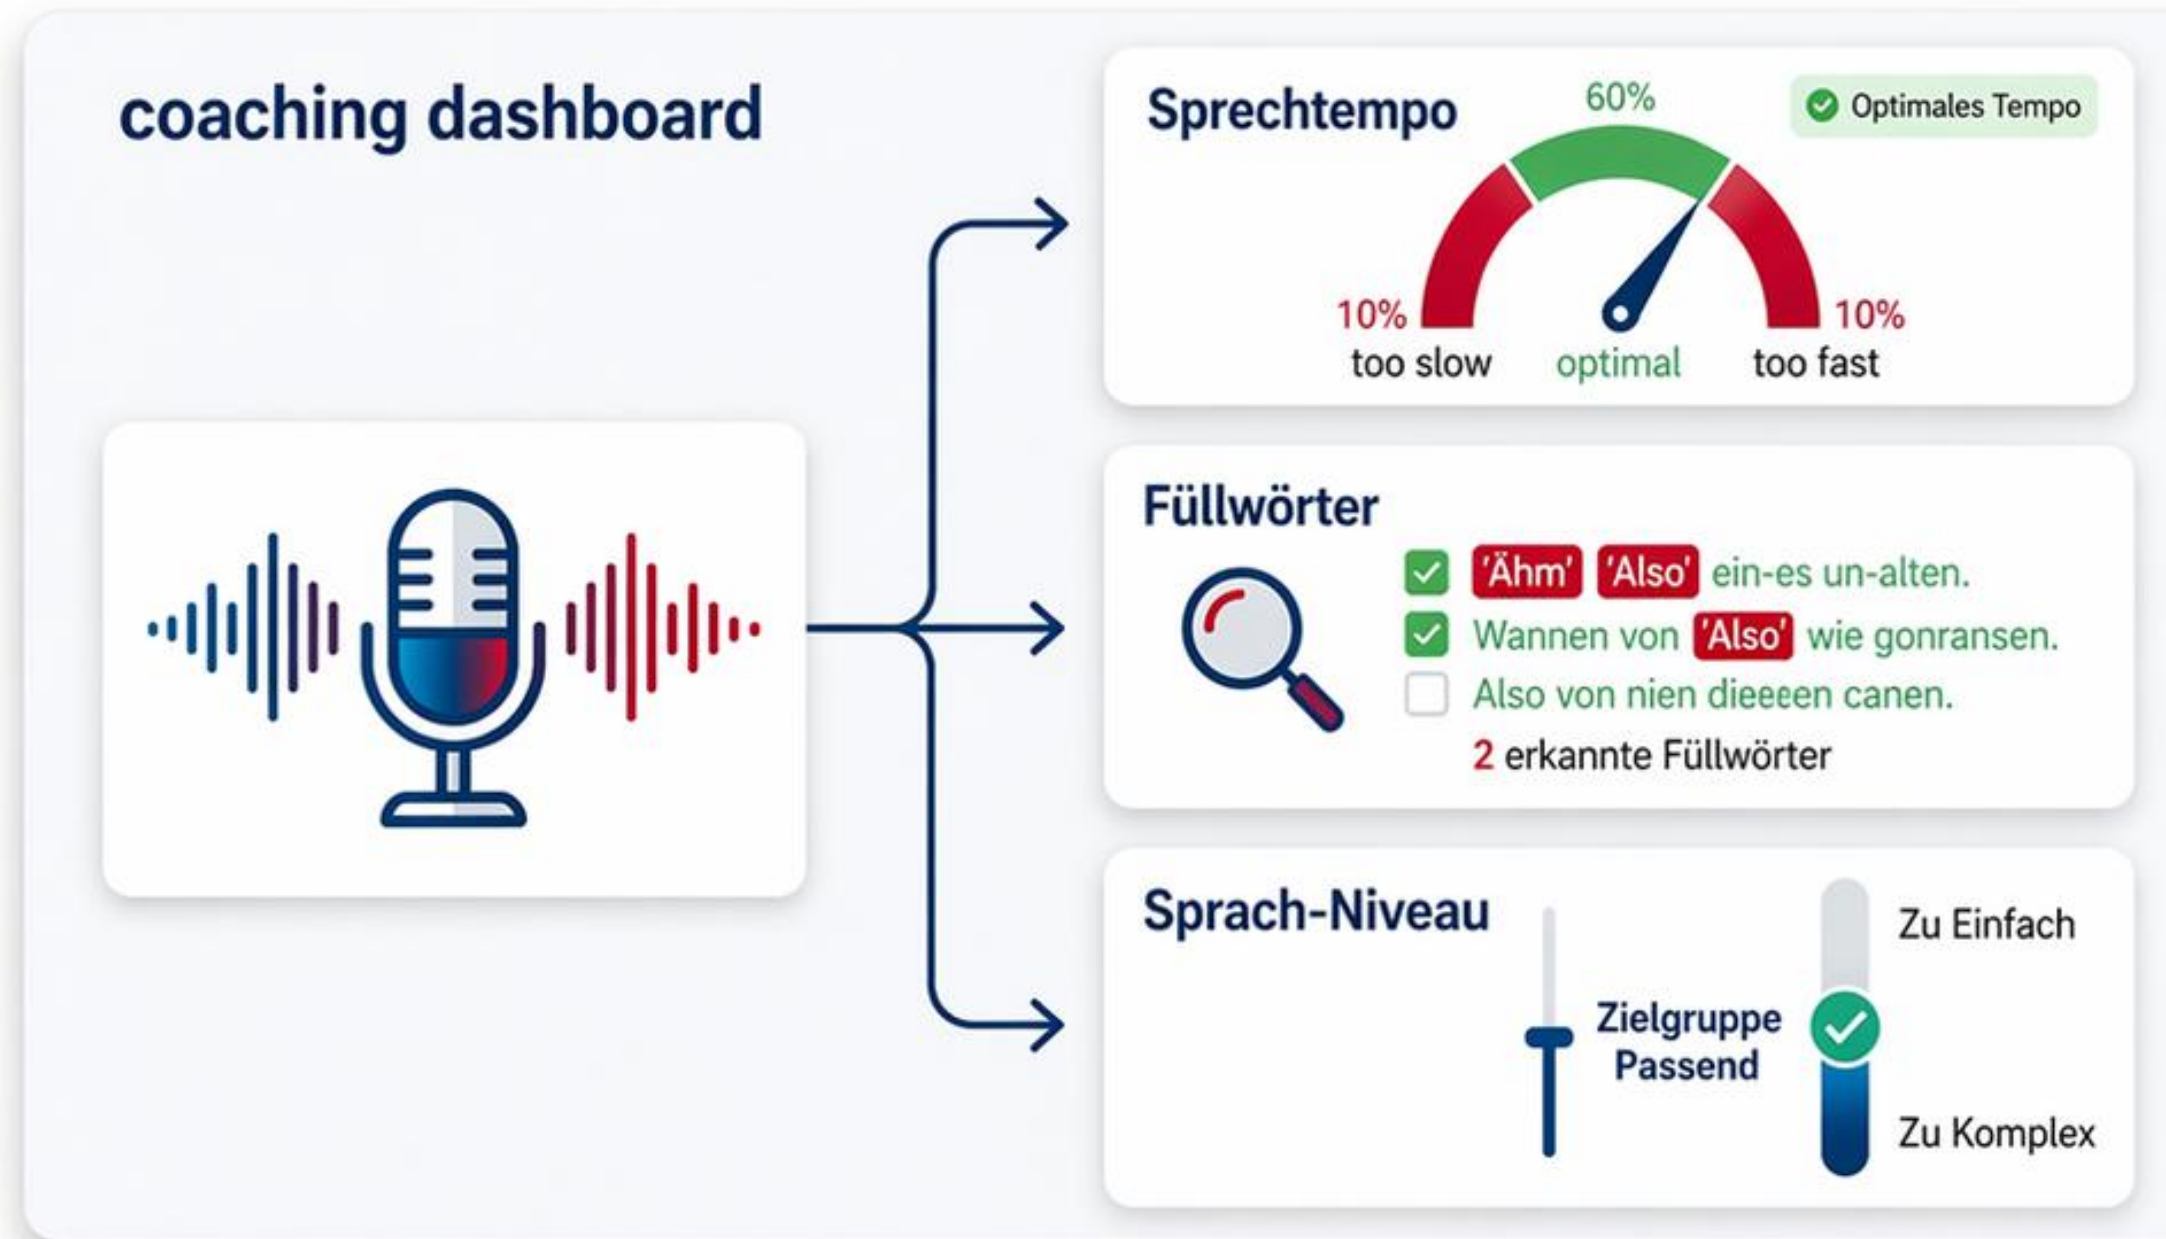 coaching dashboard
Sprechtempo
60%
Optimales Tempo
10%
10%
too slow
optimal
too fast
Füllwörter
'Ähm' 'Also' ein-es un-alten.
Wannen von 'Also' wie gonransen.
Also von nien dieeeen canen.
2 erkannte Füllwörter
Sprach-Niveau
Zu Einfach
Zielgruppe
Passend
Zu Komplex